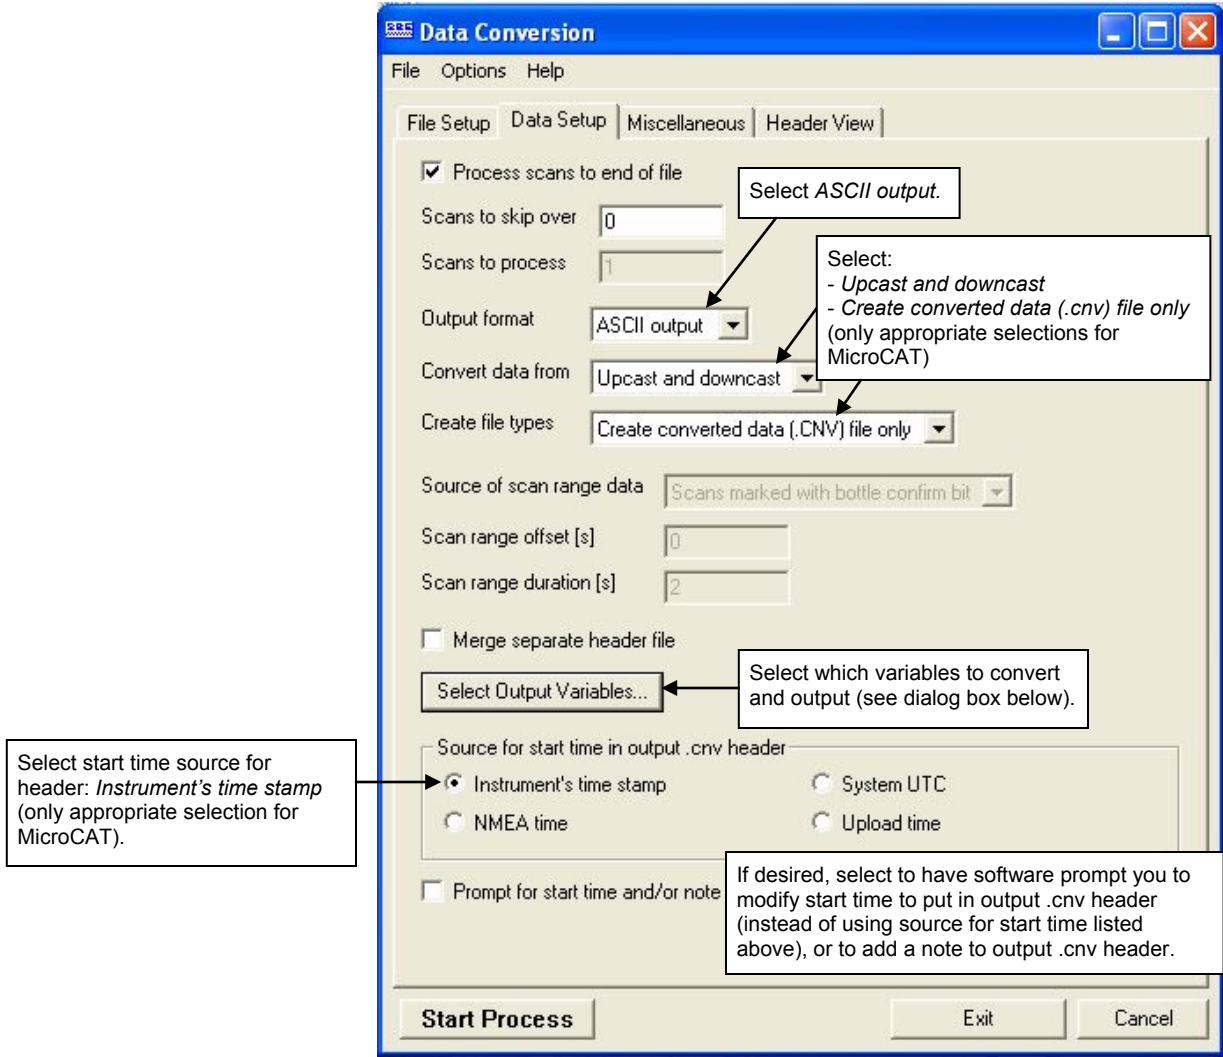 Data Conversion
File Options Help
File Setup Data Setup Miscellaneous Header View
Process scans to end of file
Select ASCII output.
Scans to skip over 0
Scans to process 1
Select:
- Upcast and downcast
- Create converted data (.cnv) file only
(only appropriate selections for
MicroCAT)
Output format ASCII output
Convert data from Upcast and downcast
Create file types Create converted data (.CNV) file only
Source of scan range data Scans marked with bottle confirm bit
Scan range offset [s] 0
Scan range duration [s] 2
Merge separate header file
Select Output Variables...
Select which variables to convert
and output (see dialog box below).
Source for start time in output .cnv header
Select start time source for
header: Instrument's time stamp
(only appropriate selection for
MicroCAT).
Instrument's time stamp System UTC
NMEA time Upload time
Prompt for start time and/or note
If desired, select to have software prompt you to
modify start time to put in output .cnv header
(instead of using source for start time listed
above), or to add a note to output .cnv header.
Start Process Exit Cancel